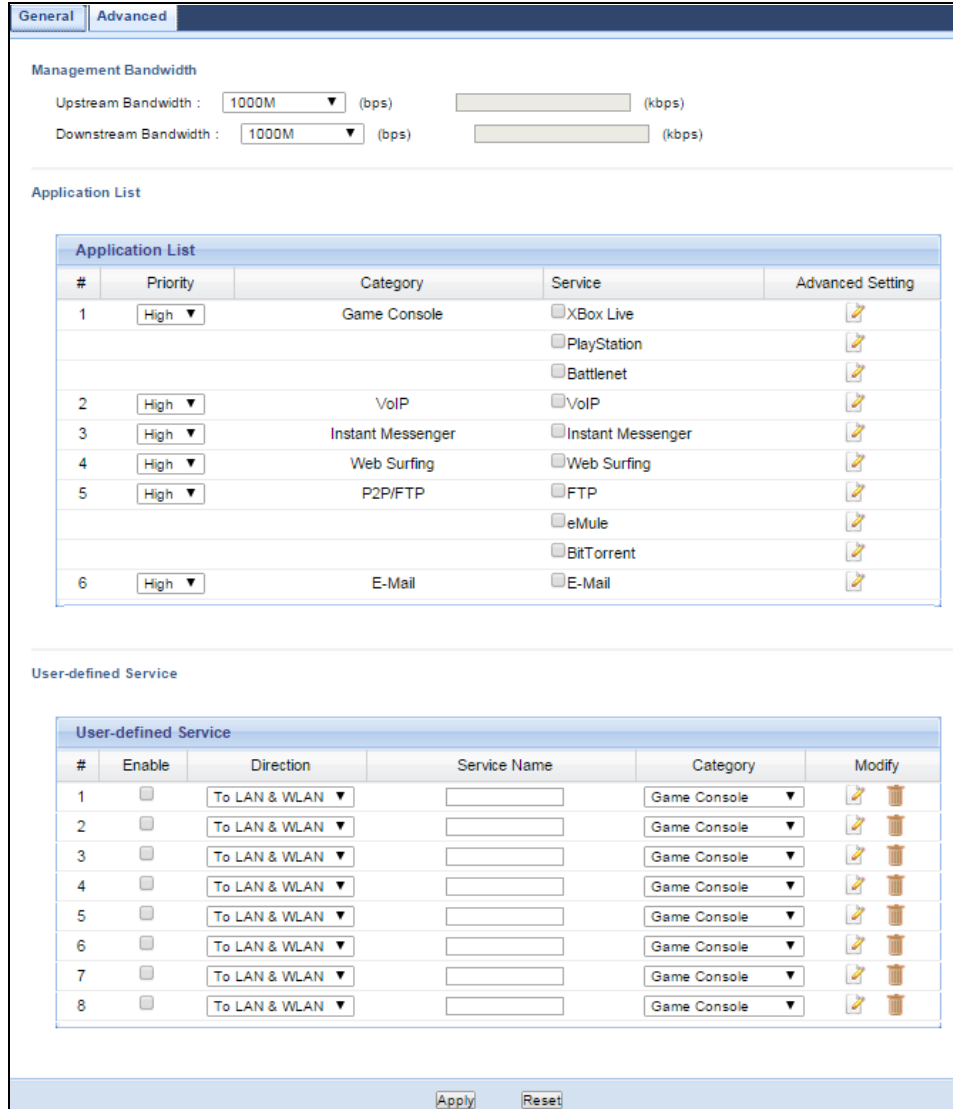 General Advanced
Management Bandwidth
Upstream Bandwidth : 1000M (bps) (kbps)
Downstream Bandwidth : 1000M (bps) (kbps)
Application List
Application List
# Priority Category Service Advanced Setting
1 High Game Console XBox Live
PlayStation
Battlenet
2 High VoIP VoIP
3 High Instant Messenger Instant Messenger
4 High Web Surfing Web Surfing
5 High P2P/FTP FTP
eMule
BitTorrent
6 High E-Mail E-Mail
User-defined Service
User-defined Service
# Enable Direction Service Name Category Modify
1 To LAN & WLAN Game Console
2 To LAN & WLAN Game Console
3 To LAN & WLAN Game Console
4 To LAN & WLAN Game Console
5 To LAN & WLAN Game Console
6 To LAN & WLAN Game Console
7 To LAN & WLAN Game Console
8 To LAN & WLAN Game Console
Apply Reset